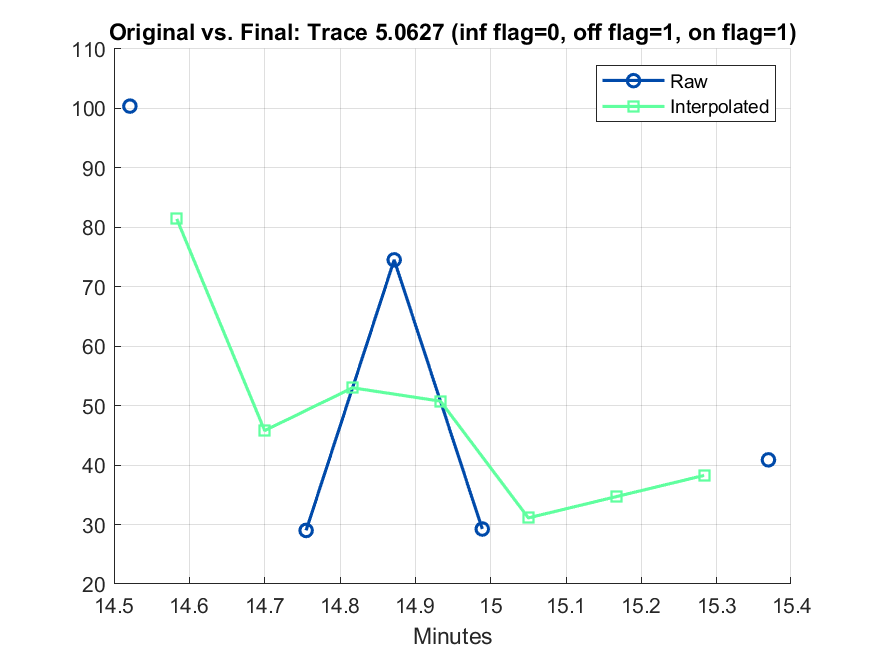 Original vs. Final: Trace 5.0627 (inf flag=0, off flag=1, on flag=1)
110
100
90
80
70
60
50
40
30
20
Raw
Interpolated
14.5 14.6 14.7 14.8 14.9 15 15.1 15.2 15.3 15.4
Minutes